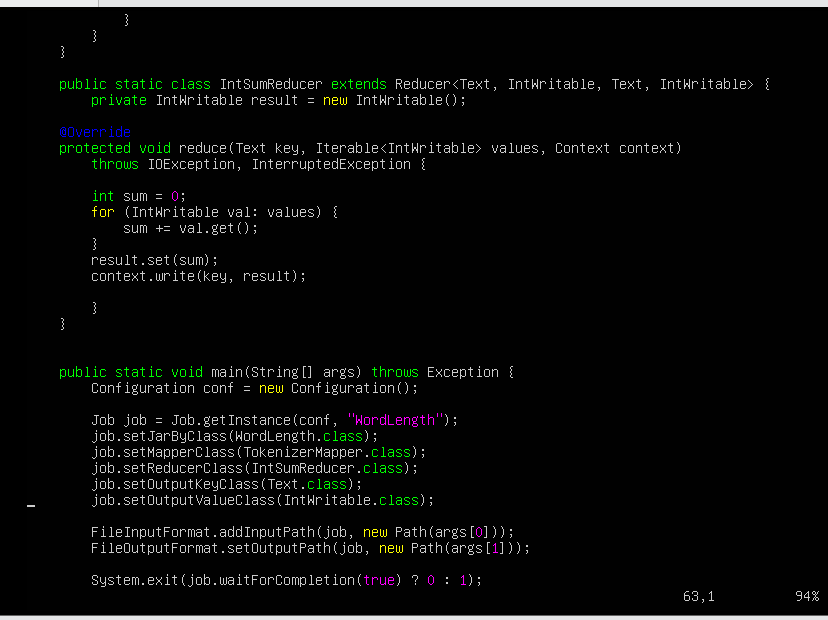 }
}
}
public static class IntSumReducer extends Reducer<Text, IntWritable, Text, IntWritable> {
private IntWritable result = new IntWritable();
@Override
protected void reduce(Text key, Iterable<IntWritable> values, Context context)
throws IOException, InterruptedException {
int sum = 0;
for (IntWritable val: values) {
sum += val.get();
}
result.set(sum);
context.write(key, result);
}
}
public static void main(String[] args) throws Exception {
Configuration conf = new Configuration();
Job job = Job.getInstance(conf, "WordLength");
job.setJarByClass(WordLength.class);
job.setMapperClass(TokenizerMapper.class);
job.setReducerClass(IntSumReducer.class);
job.setOutputKeyClass(Text.class);
job.setOutputValueClass(IntWritable.class);
FileInputFormat.addInputPath(job, new Path(args[0]));
FileOutputFormat.setOutputPath(job, new Path(args[1]));
System.exit(job.waitForCompletion(true) ? 0 : 1);
63,1 94%